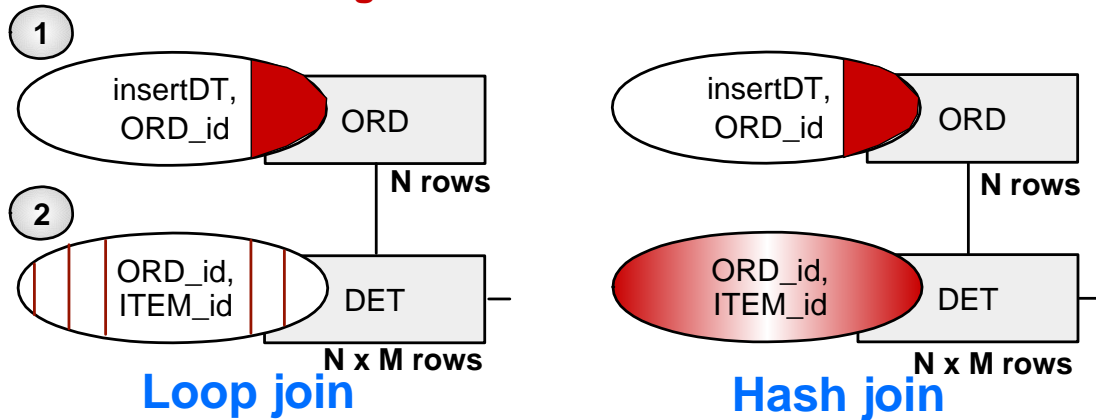 1
insertDT,
ORD_id
ORD
N rows
2
ORD_id,
ITEM_id
DET
N x M rows
Loop join
insertDT,
ORD_id
ORD
N rows
ORD_id,
ITEM_id
DET
N x M rows
Hash join